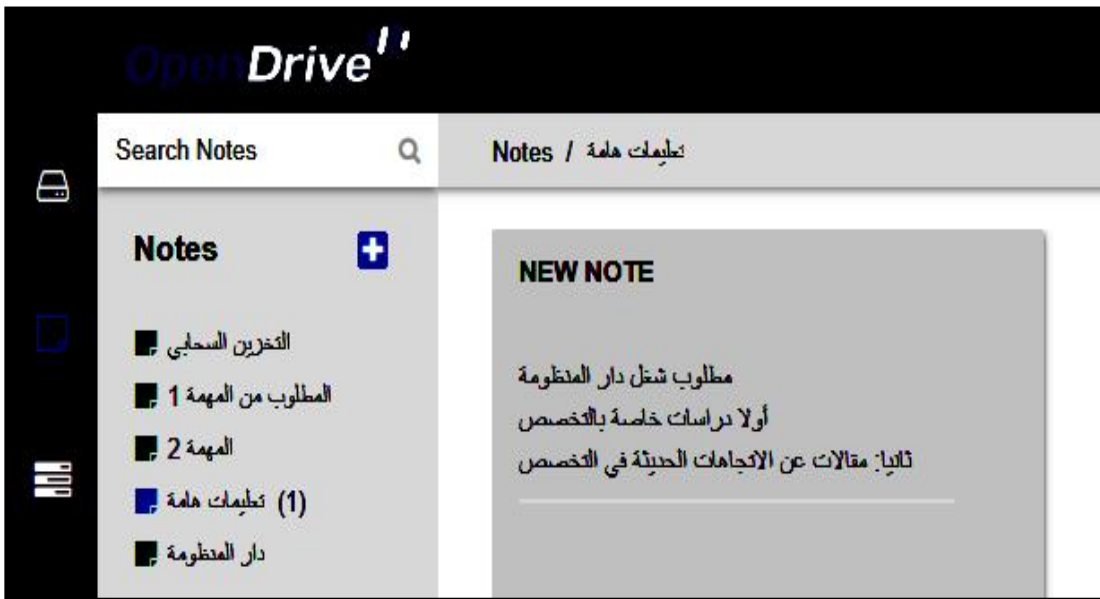 OpenDrive
Search Notes
Notes / تعليمات هامة
Notes
التخزين السحابي
المطلوب من المهمة 1
المهمة 2
تعليمات هامة (1)
دار المنظومة
NEW NOTE
مطلوب شغل دار المنظومة
أولا دراسات خاصة بالتخصص
ثانيا: مقالات عن الاتجاهات الحديثة في التخصص